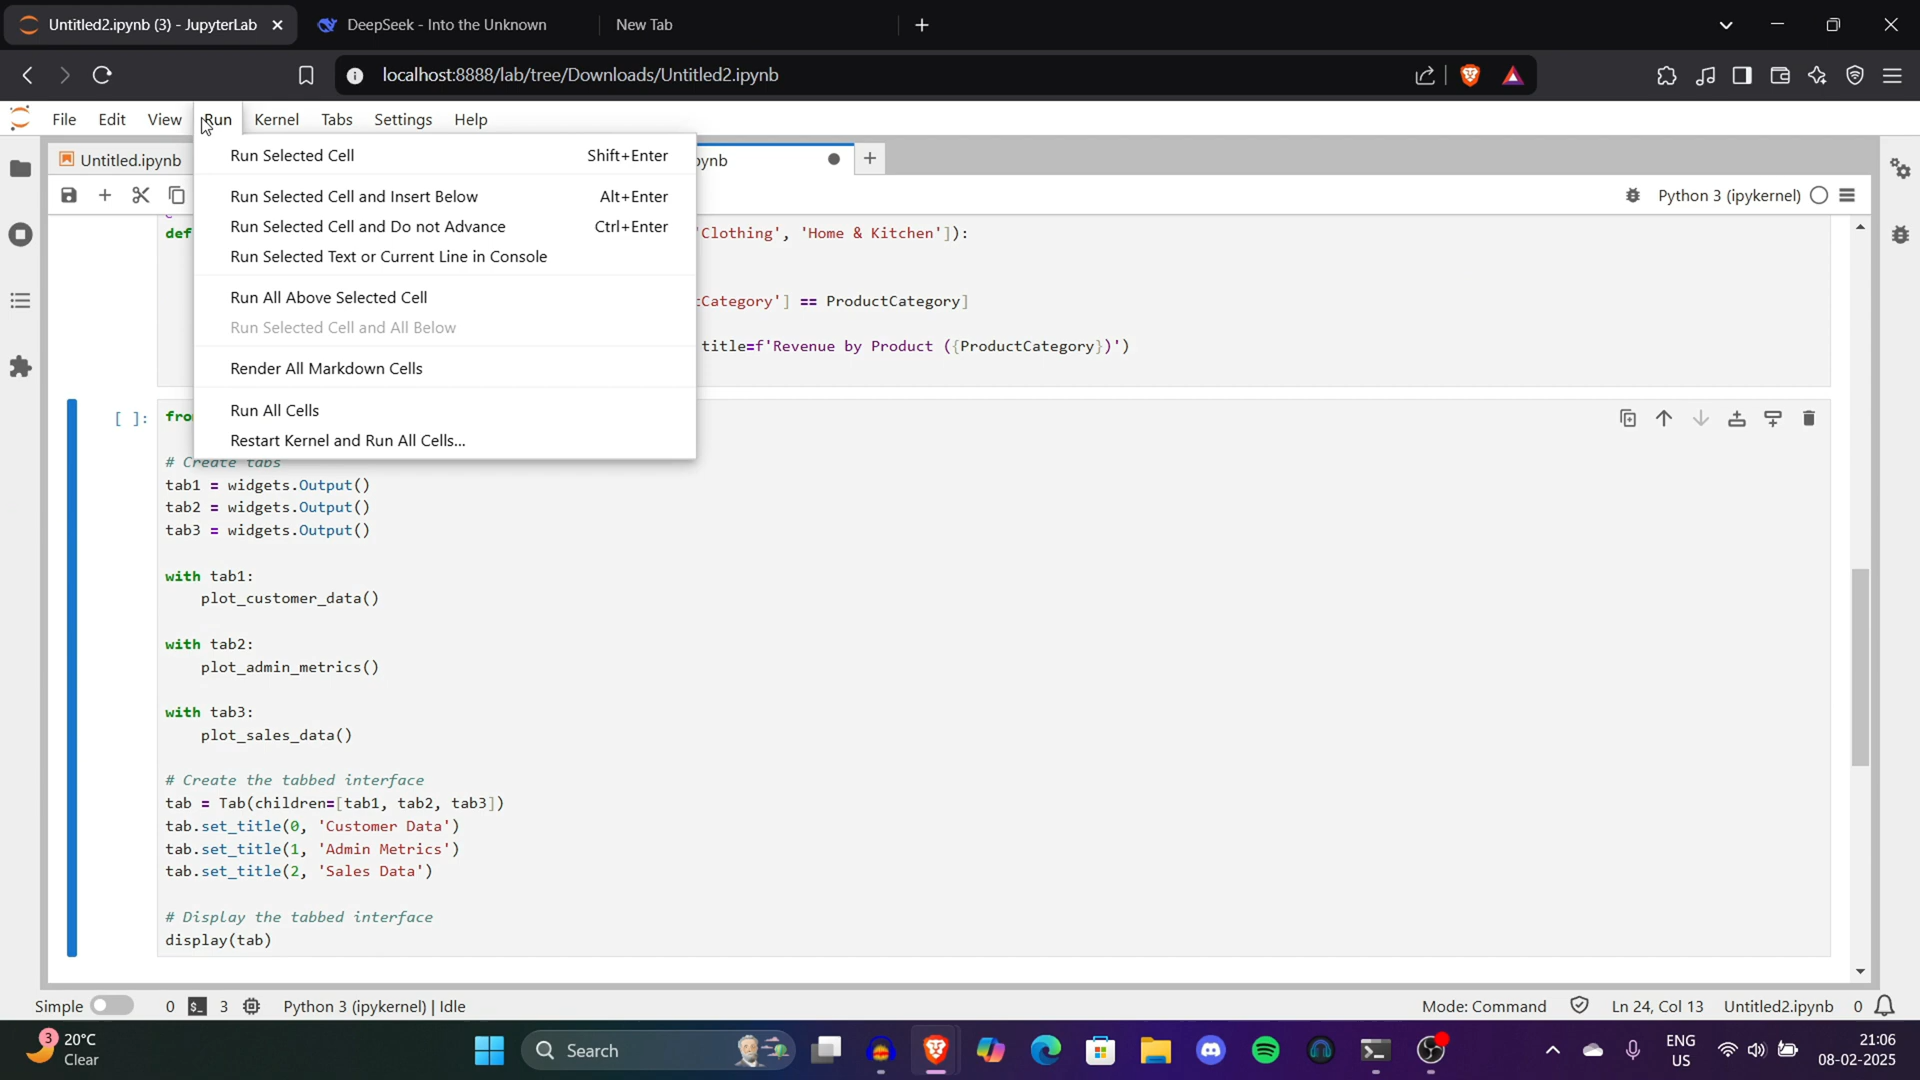 Untitled2.ipynb (3) - JupyterLab
DeepSeek - Into the Unknown
New Tab
localhost:8888/lab/tree/Downloads/Untitled2.ipynb
File Edit View Run Kernel Tabs Settings Help
Untitled.ipynb
ynb
Run Selected Cell Shift+Enter
Run Selected Cell and Insert Below Alt+Enter
Run Selected Cell and Do not Advance Ctrl+Enter
Run Selected Text or Current Line in Console
Run All Above Selected Cell
Run Selected Cell and All Below
Render All Markdown Cells
Run All Cells
Restart Kernel and Run All Cells...
Python 3 (ipykernel)
def 'Clothing', 'Home & Kitchen']):
Category'] == ProductCategory]
title=f'Revenue by Product ({ProductCategory})')
[ ]: fro
# Create tabs
tab1 = widgets.Output()
tab2 = widgets.Output()
tab3 = widgets.Output()
with tab1:
plot_customer_data()
with tab2:
plot_admin_metrics()
with tab3:
plot_sales_data()
# Create the tabbed interface
tab = Tab(children=[tab1, tab2, tab3])
tab.set_title(0, 'Customer Data')
tab.set_title(1, 'Admin Metrics')
tab.set_title(2, 'Sales Data')
# Display the tabbed interface
display(tab)
Simple 0 $_ 3 Python 3 (ipykernel) | Idle Mode: Command Ln 24, Col 13 Untitled2.ipynb 0
3 20°C
Clear
Search
ENG
US
21:06
08-02-2025